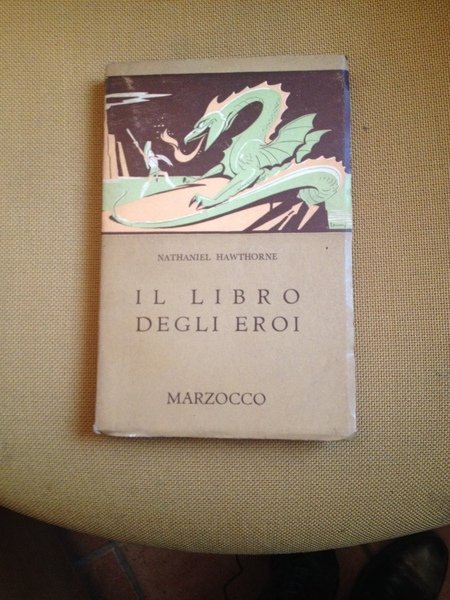 NATHANIEL HAWTHORNE
IL LIBRO
DEGLI EROI
MARZOCCO